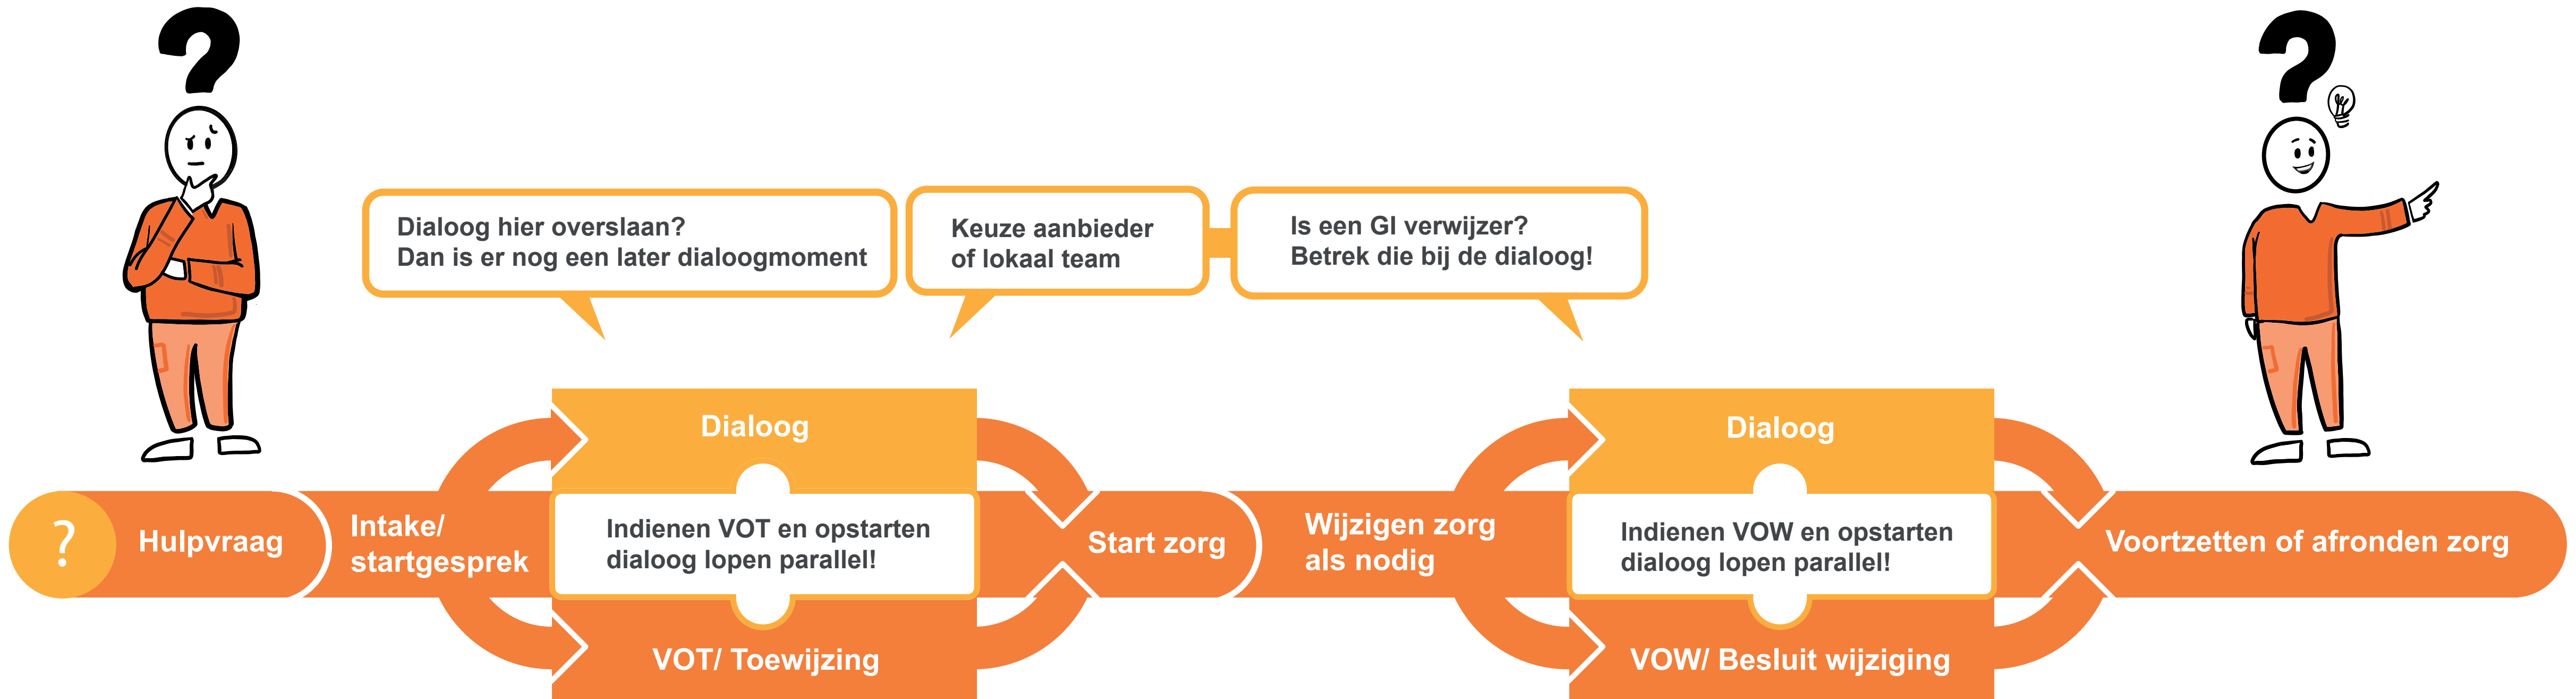 ?
?
Dialoog hier overslaan?
Dan is er nog een later dialoogmoment
Keuze aanbieder
of lokaal team
Is een GI verwijzer?
Betrek die bij de dialoog!
?
Hulpvraag
Intake/
startgesprek
Dialoog
Indienen VOT en opstarten
dialoog lopen parallel!
VOT/ Toewijzing
Start zorg
Wijzigen zorg
als nodig
Dialoog
Indienen VOW en opstarten
dialoog lopen parallel!
VOW/ Besluit wijziging
Voortzetten of afronden zorg